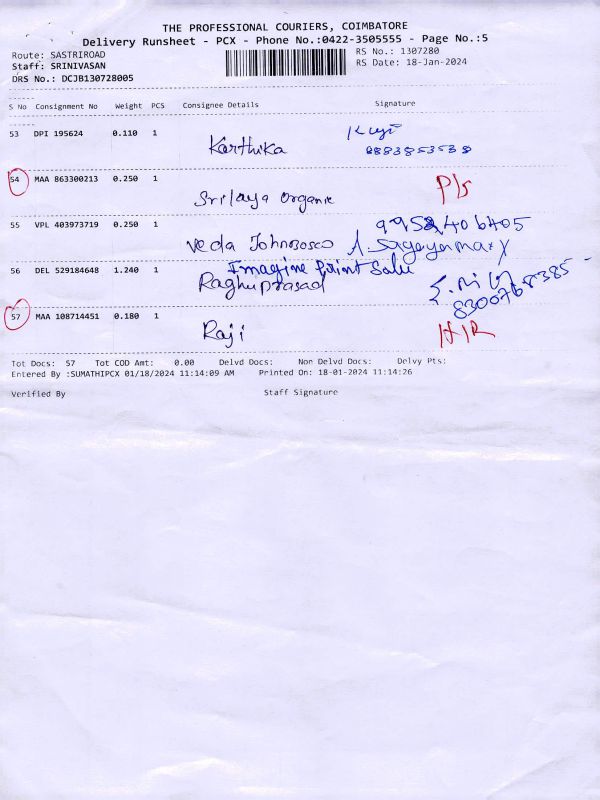 THE PROFESSIONAL COURIERS, COIMBATORE
Delivery Runsheet - PCX - Phone No.:0422-3505555 - Page No.:5
Route: SASTRIROAD
RS No.: 1307280
Staff: SRINIVASAN
RS Date: 18-Jan-2024
DRS No.: DCJB130728005
S No Consignment No Weight PCS Consignee Details Signature
53 DPI 195624 0.110 1
Karthika
8883853538
54 MAA 863300213 0.250 1
Srilaya Organic
P/s
55 VPL 403973719 0.250 1
9952406405
Veda Johnbosco A. Sagayamary
56 DEL 529184648 1.240 1
Imagine Print
Raghuprasad
8300768385
57 MAA 108714451 0.180 1
Raji
Tot Docs: 57 Tot COD Amt: 0.00 Delvd Docs: Non Delvd Docs: Delvy Pts:
Entered By :SUMATHIPCX 01/18/2024 11:14:09 AM Printed On: 18-01-2024 11:14:26
Verified By Staff Signature